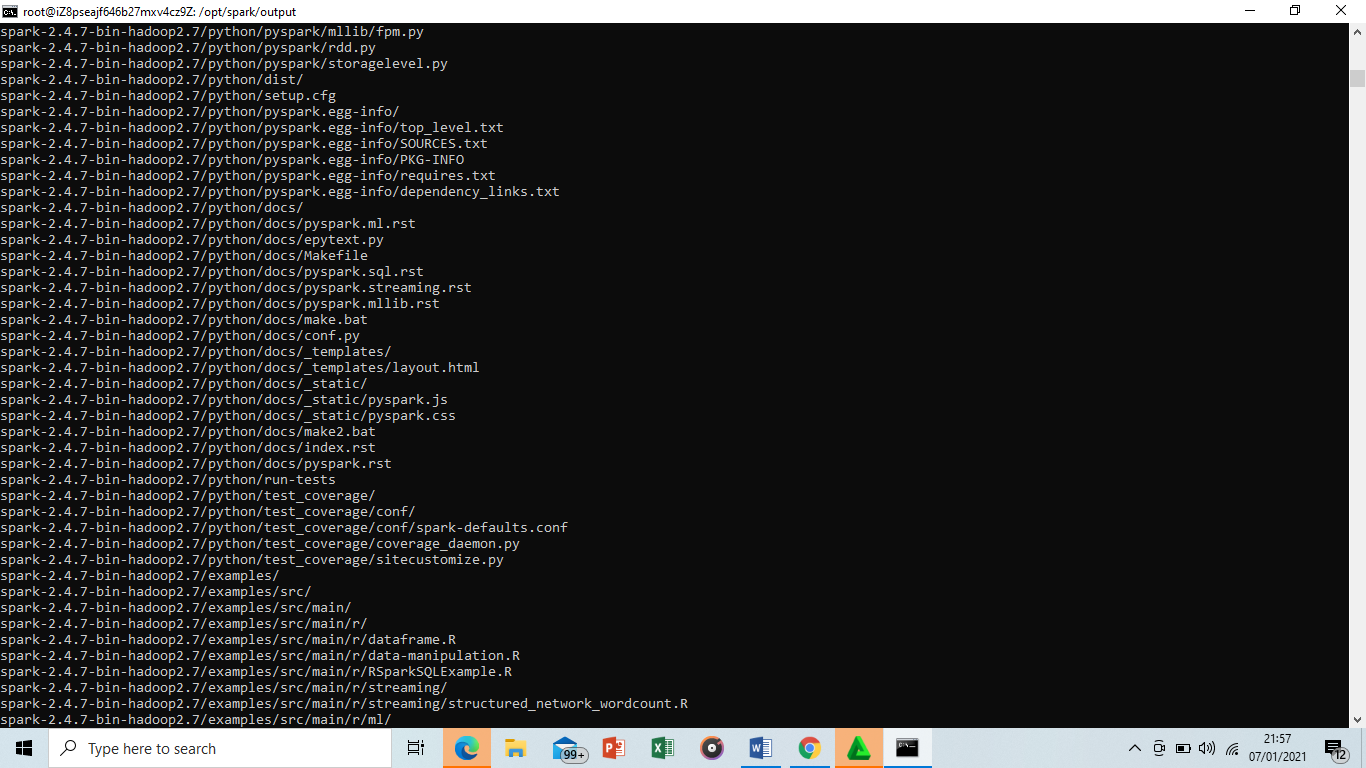 root@iZ8pseajf646b27mxv4cz9Z: /opt/spark/output
spark-2.4.7-bin-hadoop2.7/python/pyspark/mllib/fpm.py
spark-2.4.7-bin-hadoop2.7/python/pyspark/rdd.py
spark-2.4.7-bin-hadoop2.7/python/pyspark/storagelevel.py
spark-2.4.7-bin-hadoop2.7/python/dist/
spark-2.4.7-bin-hadoop2.7/python/setup.cfg
spark-2.4.7-bin-hadoop2.7/python/pyspark.egg-info/
spark-2.4.7-bin-hadoop2.7/python/pyspark.egg-info/top_level.txt
spark-2.4.7-bin-hadoop2.7/python/pyspark.egg-info/SOURCES.txt
spark-2.4.7-bin-hadoop2.7/python/pyspark.egg-info/PKG-INFO
spark-2.4.7-bin-hadoop2.7/python/pyspark.egg-info/requires.txt
spark-2.4.7-bin-hadoop2.7/python/pyspark.egg-info/dependency_links.txt
spark-2.4.7-bin-hadoop2.7/python/docs/
spark-2.4.7-bin-hadoop2.7/python/docs/pyspark.ml.rst
spark-2.4.7-bin-hadoop2.7/python/docs/epytext.py
spark-2.4.7-bin-hadoop2.7/python/docs/Makefile
spark-2.4.7-bin-hadoop2.7/python/docs/pyspark.sql.rst
spark-2.4.7-bin-hadoop2.7/python/docs/pyspark.streaming.rst
spark-2.4.7-bin-hadoop2.7/python/docs/pyspark.mllib.rst
spark-2.4.7-bin-hadoop2.7/python/docs/make.bat
spark-2.4.7-bin-hadoop2.7/python/docs/conf.py
spark-2.4.7-bin-hadoop2.7/python/docs/_templates/
spark-2.4.7-bin-hadoop2.7/python/docs/_templates/layout.html
spark-2.4.7-bin-hadoop2.7/python/docs/_static/
spark-2.4.7-bin-hadoop2.7/python/docs/_static/pyspark.js
spark-2.4.7-bin-hadoop2.7/python/docs/_static/pyspark.css
spark-2.4.7-bin-hadoop2.7/python/docs/make2.bat
spark-2.4.7-bin-hadoop2.7/python/docs/index.rst
spark-2.4.7-bin-hadoop2.7/python/docs/pyspark.rst
spark-2.4.7-bin-hadoop2.7/python/run-tests
spark-2.4.7-bin-hadoop2.7/python/test_coverage/
spark-2.4.7-bin-hadoop2.7/python/test_coverage/conf/
spark-2.4.7-bin-hadoop2.7/python/test_coverage/conf/spark-defaults.conf
spark-2.4.7-bin-hadoop2.7/python/test_coverage/coverage_daemon.py
spark-2.4.7-bin-hadoop2.7/python/test_coverage/sitecustomize.py
spark-2.4.7-bin-hadoop2.7/examples/
spark-2.4.7-bin-hadoop2.7/examples/src/
spark-2.4.7-bin-hadoop2.7/examples/src/main/
spark-2.4.7-bin-hadoop2.7/examples/src/main/r/
spark-2.4.7-bin-hadoop2.7/examples/src/main/r/dataframe.R
spark-2.4.7-bin-hadoop2.7/examples/src/main/r/data-manipulation.R
spark-2.4.7-bin-hadoop2.7/examples/src/main/r/RSparkSQLExample.R
spark-2.4.7-bin-hadoop2.7/examples/src/main/r/streaming/
spark-2.4.7-bin-hadoop2.7/examples/src/main/r/streaming/structured_network_wordcount.R
spark-2.4.7-bin-hadoop2.7/examples/src/main/r/ml/
Type here to search
99+
21:57
07/01/2021
12